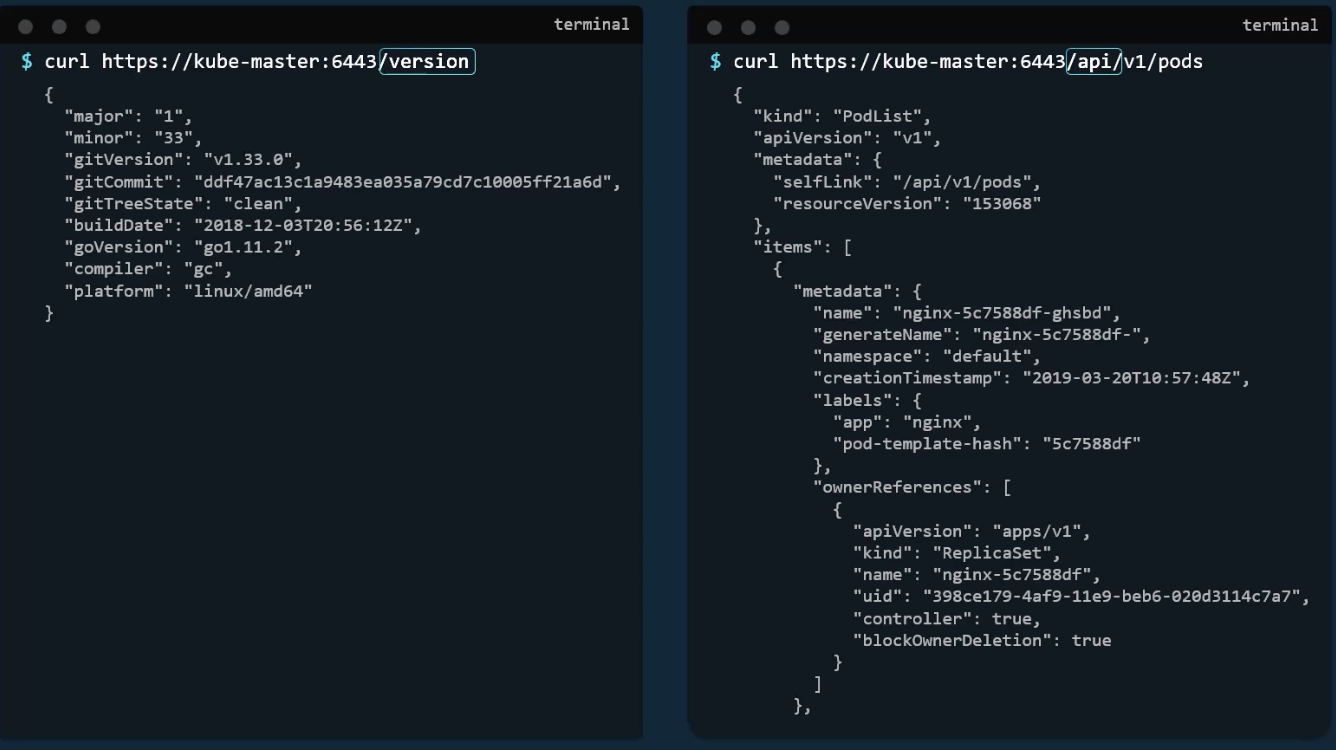 terminal
$ curl https://kube-master:6443/version
{
"major": "1",
"minor": "33",
"gitVersion": "v1.33.0",
"gitCommit": "ddf47ac13c1a9483ea035a79cd7c10005ff21a6d",
"gitTreeState": "clean",
"buildDate": "2018-12-03T20:56:12Z",
"goVersion": "go1.11.2",
"compiler": "gc",
"platform": "linux/amd64"
}
terminal
$ curl https://kube-master:6443/api/v1/pods
{
"kind": "PodList",
"apiVersion": "v1",
"metadata": {
"selfLink": "/api/v1/pods",
"resourceVersion": "153068"
},
"items": [
{
"metadata": {
"name": "nginx-5c7588df-ghsbd",
"generateName": "nginx-5c7588df-",
"namespace": "default",
"creationTimestamp": "2019-03-20T10:57:48Z",
"labels": {
"app": "nginx",
"pod-template-hash": "5c7588df"
},
"ownerReferences": [
{
"apiVersion": "apps/v1",
"kind": "ReplicaSet",
"name": "nginx-5c7588df",
"uid": "398ce179-4af9-11e9-beb6-020d3114c7a7",
"controller": true,
"blockOwnerDeletion": true
}
]
},